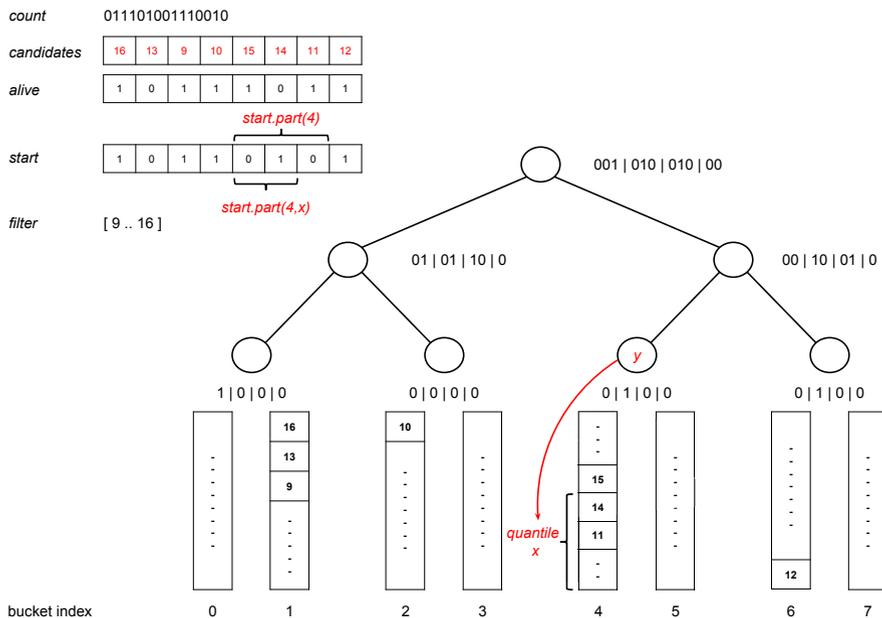 count 011101001110010
candidates 16 13 9 10 15 14 11 12
alive 1 0 1 1 1 0 1 1
start.part(4)
start 1 0 1 1 0 1 0 1
001 | 010 | 010 | 00
start.part(4,x)
filter [ 9 .. 16 ]
01 | 01 | 10 | 0
00 | 10 | 01 | 0
y
1 | 0 | 0 | 0
0 | 0 | 0 | 0
0 | 1 | 0 | 0
0 | 1 | 0 | 0
16 10
13
15
9
14
quantile 11
x
12
bucket index 0 1 2 3 4 5 6 7